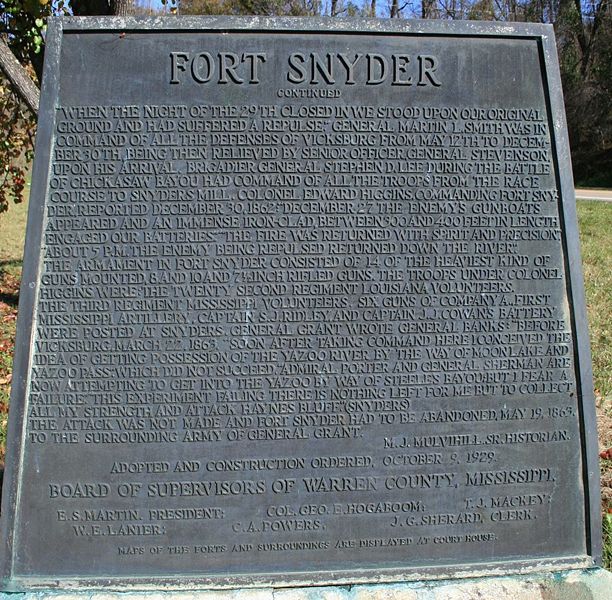 FORT SNYDER
CONTINUED
"WHEN THE NIGHT OF THE 29TH CLOSED IN WE STOOD UPON OUR ORIGINAL
GROUND AND HAD SUFFERED A REPULSE." GENERAL MARTIN L. SMITH WAS IN
COMMAND OF ALL THE DEFENSES OF VICKSBURG FROM MAY 12TH TO DECEM-
BER 30TH, BEING THEN RELIEVED BY SENIOR OFFICER GENERAL STEVENSON
UPON HIS ARRIVAL. BRIGADIER GENERAL STEPHEN D. LEE DURING THE BATTLE
OF CHICKASAW BAYOU HAD COMMAND OF ALL THE TROOPS FROM THE RACE
COURSE TO SNYDER'S MILL. COLONEL EDWARD HIGGINS, COMMANDING FORT SNY-
DER REPORTED DECEMBER 30, 1862: "DECEMBER 27 THE ENEMY'S GUNBOATS
APPEARED AND AN IMMENSE IRON-CLAD BETWEEN 300 AND 400 FEET IN LENGTH
ENGAGED OUR BATTERIES." "THE FIRE WAS RETURNED WITH SPIRIT AND PRECISION.
ABOUT 5 P.M. THE ENEMY BEING REPULSED RETURNED DOWN THE RIVER."
THE ARMAMENT IN FORT SNYDER CONSISTED OF 14 OF THE HEAVIEST KIND OF
GUNS MOUNTED, 8, AND 10 AND 7½ INCH RIFLED GUNS. THE TROOPS UNDER COLONEL
HIGGINS WERE: THE TWENTY SECOND REGIMENT LOUISIANA VOLUNTEERS.
THE THIRD REGIMENT MISSISSIPPI VOLUNTEERS. SIX GUNS OF COMPANY A., FIRST
MISSISSIPPI ARTILLERY, CAPTAIN S.J. RIDLEY AND CAPTAIN J.J. COWAN'S BATTERY
WERE POSTED AT SNYDERS. GENERAL GRANT WROTE GENERAL BANKS: "BEFORE
VICKSBURG, MARCH 22, 1863." "SOON AFTER TAKING COMMAND HERE I CONCEIVED THE
IDEA OF GETTING POSSESSION OF THE YAZOO RIVER BY THE WAY OF MOON LAKE AND
YAZOO PASS." WHICH DID NOT SUCCEED. "ADMIRAL PORTER AND GENERAL SHERMAN ARE
NOW ATTEMPTING TO GET INTO THE YAZOO BY WAY OF STEELE'S BAYOU, BUT I FEAR
FAILURE." "THIS EXPERIMENT FAILING THERE IS NOTHING LEFT FOR ME BUT TO COLLECT
ALL MY STRENGTH AND ATTACK HAYNES BLUFF." (SNYDERS)
THE ATTACK WAS NOT MADE AND FORT SNYDER HAD TO BE ABANDONED, MAY 19, 1863,
TO THE SURROUNDING ARMY OF GENERAL GRANT.
M.J. MULVIHILL, SR. HISTORIAN.
ADOPTED AND CONSTRUCTION ORDERED, OCTOBER 9, 1929.
BOARD OF SUPERVISORS OF WARREN COUNTY, MISSISSIPPI.
E.S. MARTIN, PRESIDENT; COL. GEO. E. HOGABOOM; T.J. MACKEY;
W.E. LANIER; C.A. POWERS; J.G. SHERARD, CLERK.
MAPS OF THE FORTS AND SURROUNDINGS ARE DISPLAYED AT COURT HOUSE.